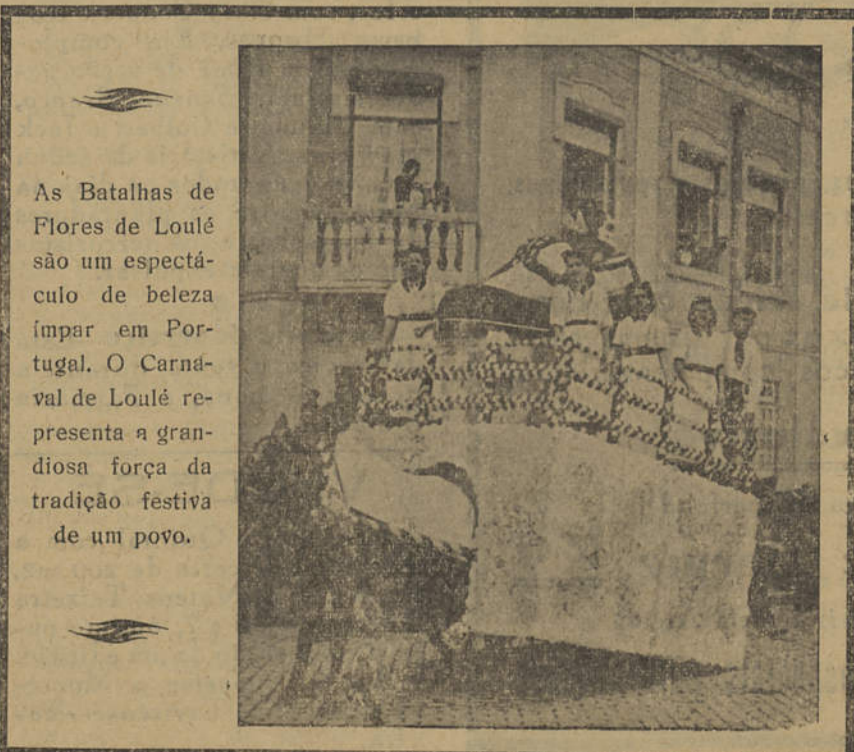 As Batalhas de
Flores de Loulé
são um espectá-
culo de beleza
ímpar em Por-
tugal. O Carna-
val de Loulé re-
presenta a gran-
diosa força da
tradição festiva
de um povo.